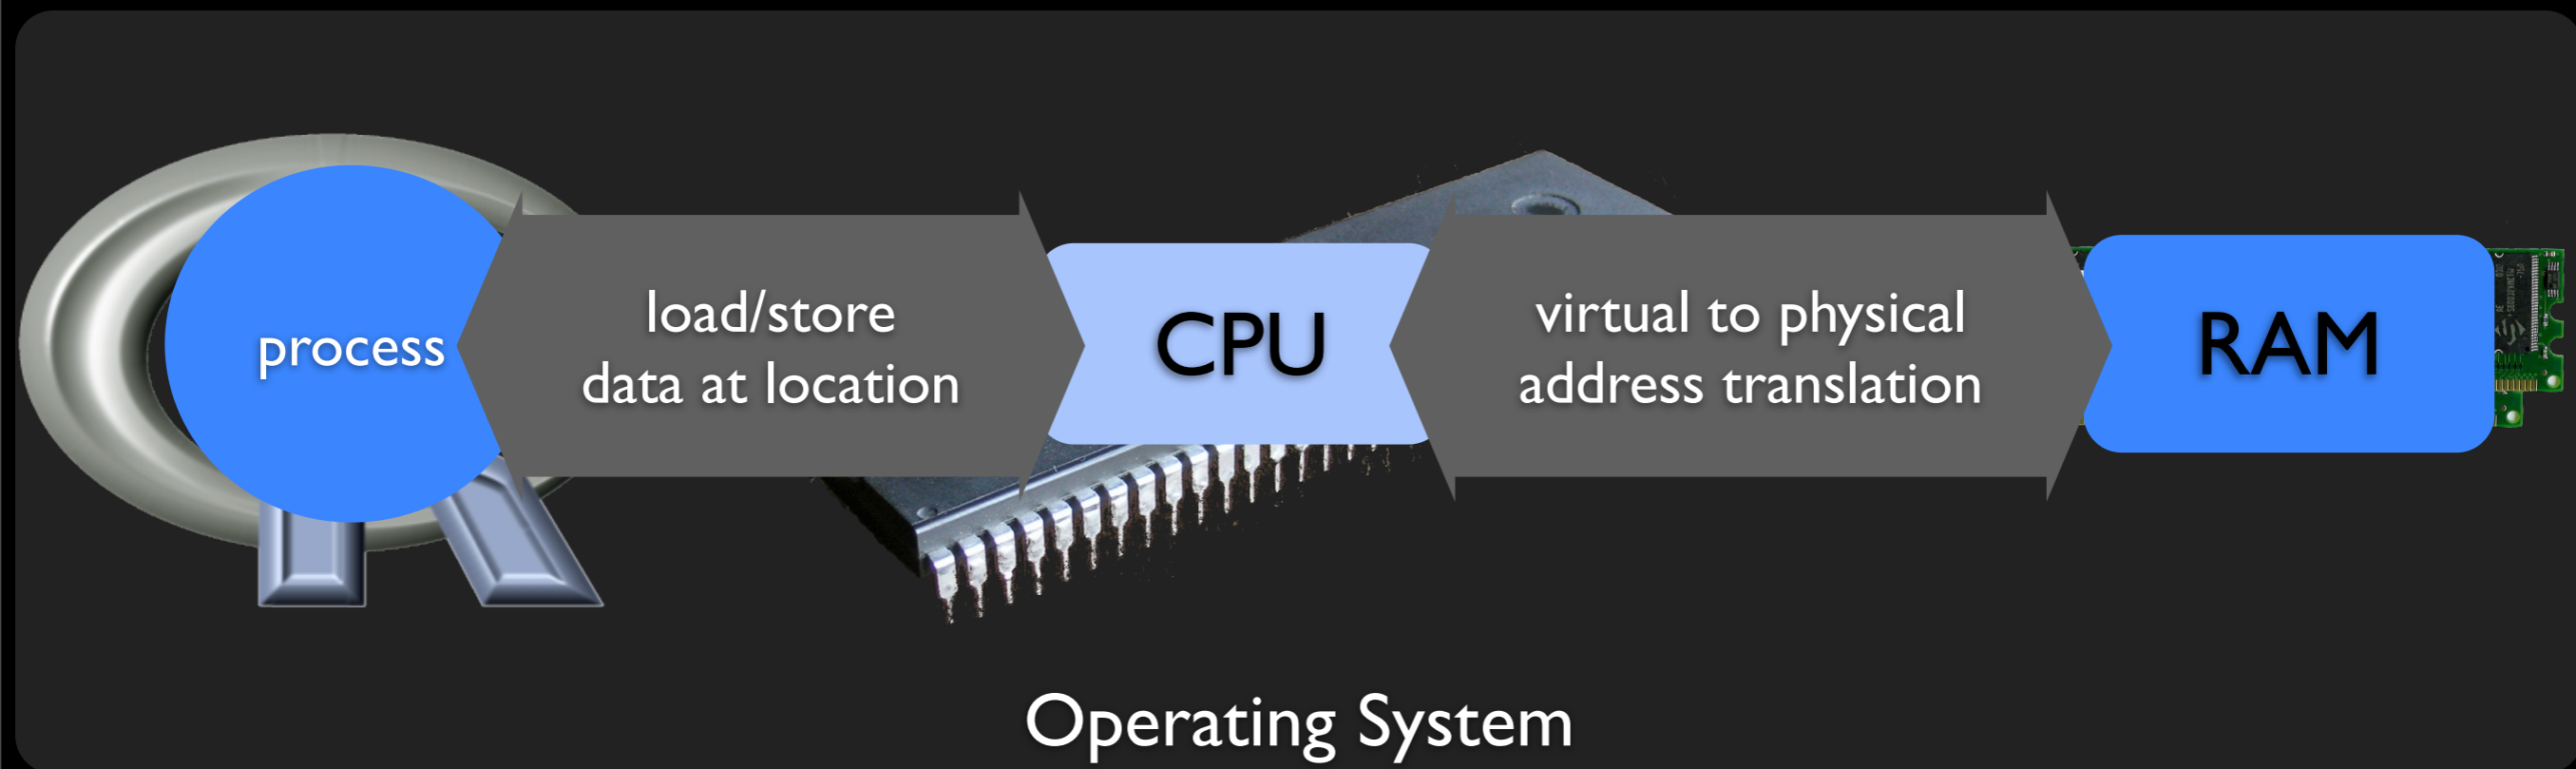 process
load/store
data at location
CPU
virtual to physical
address translation
RAM
Operating System